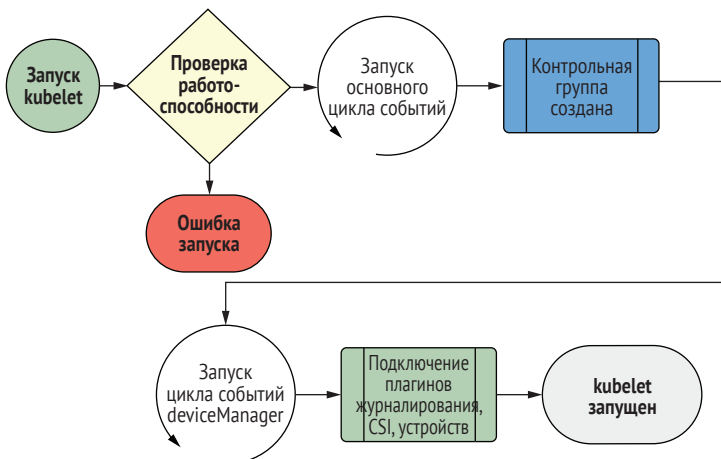 Запуск
kubelet
Проверка
работо-
способности
Запуск
основного
цикла событий
Контрольная
группа
создана
Ошибка
запуска
Запуск
цикла событий
deviceManager
Подключение
плагинов
журналирования,
CSI, устройств
kubelet
запущен